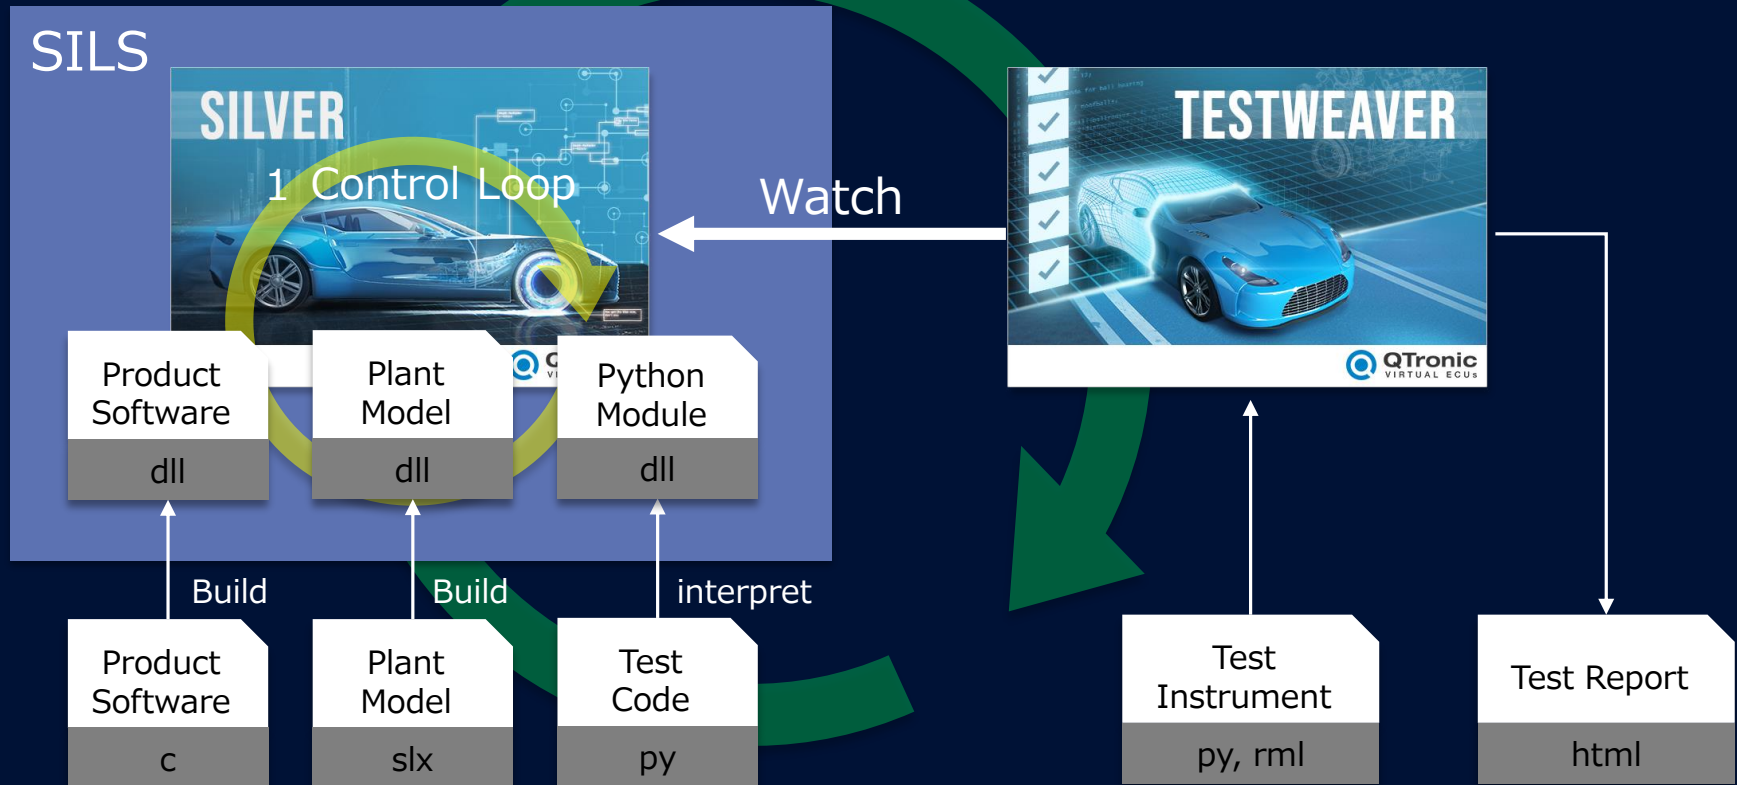 SILS
SILVER
1 Control Loop
Watch
TESTWEAVER
QTronic
VIRTUAL ECUs
Product
Software
dll
Plant
Model
dll
Python
Module
dll
Build
Build
interpret
Product
Software
c
Plant
Model
slx
Test
Code
py
Test
Instrument
py, rml
Test Report
html